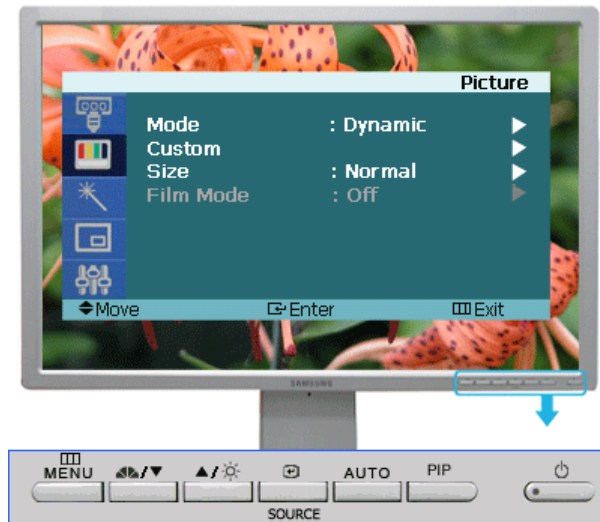 Picture
Mode : Dynamic
Custom
Size : Normal
Film Mode : Off
Move Enter Exit
SAMSUNG
MENU / / AUTO PIP
SOURCE